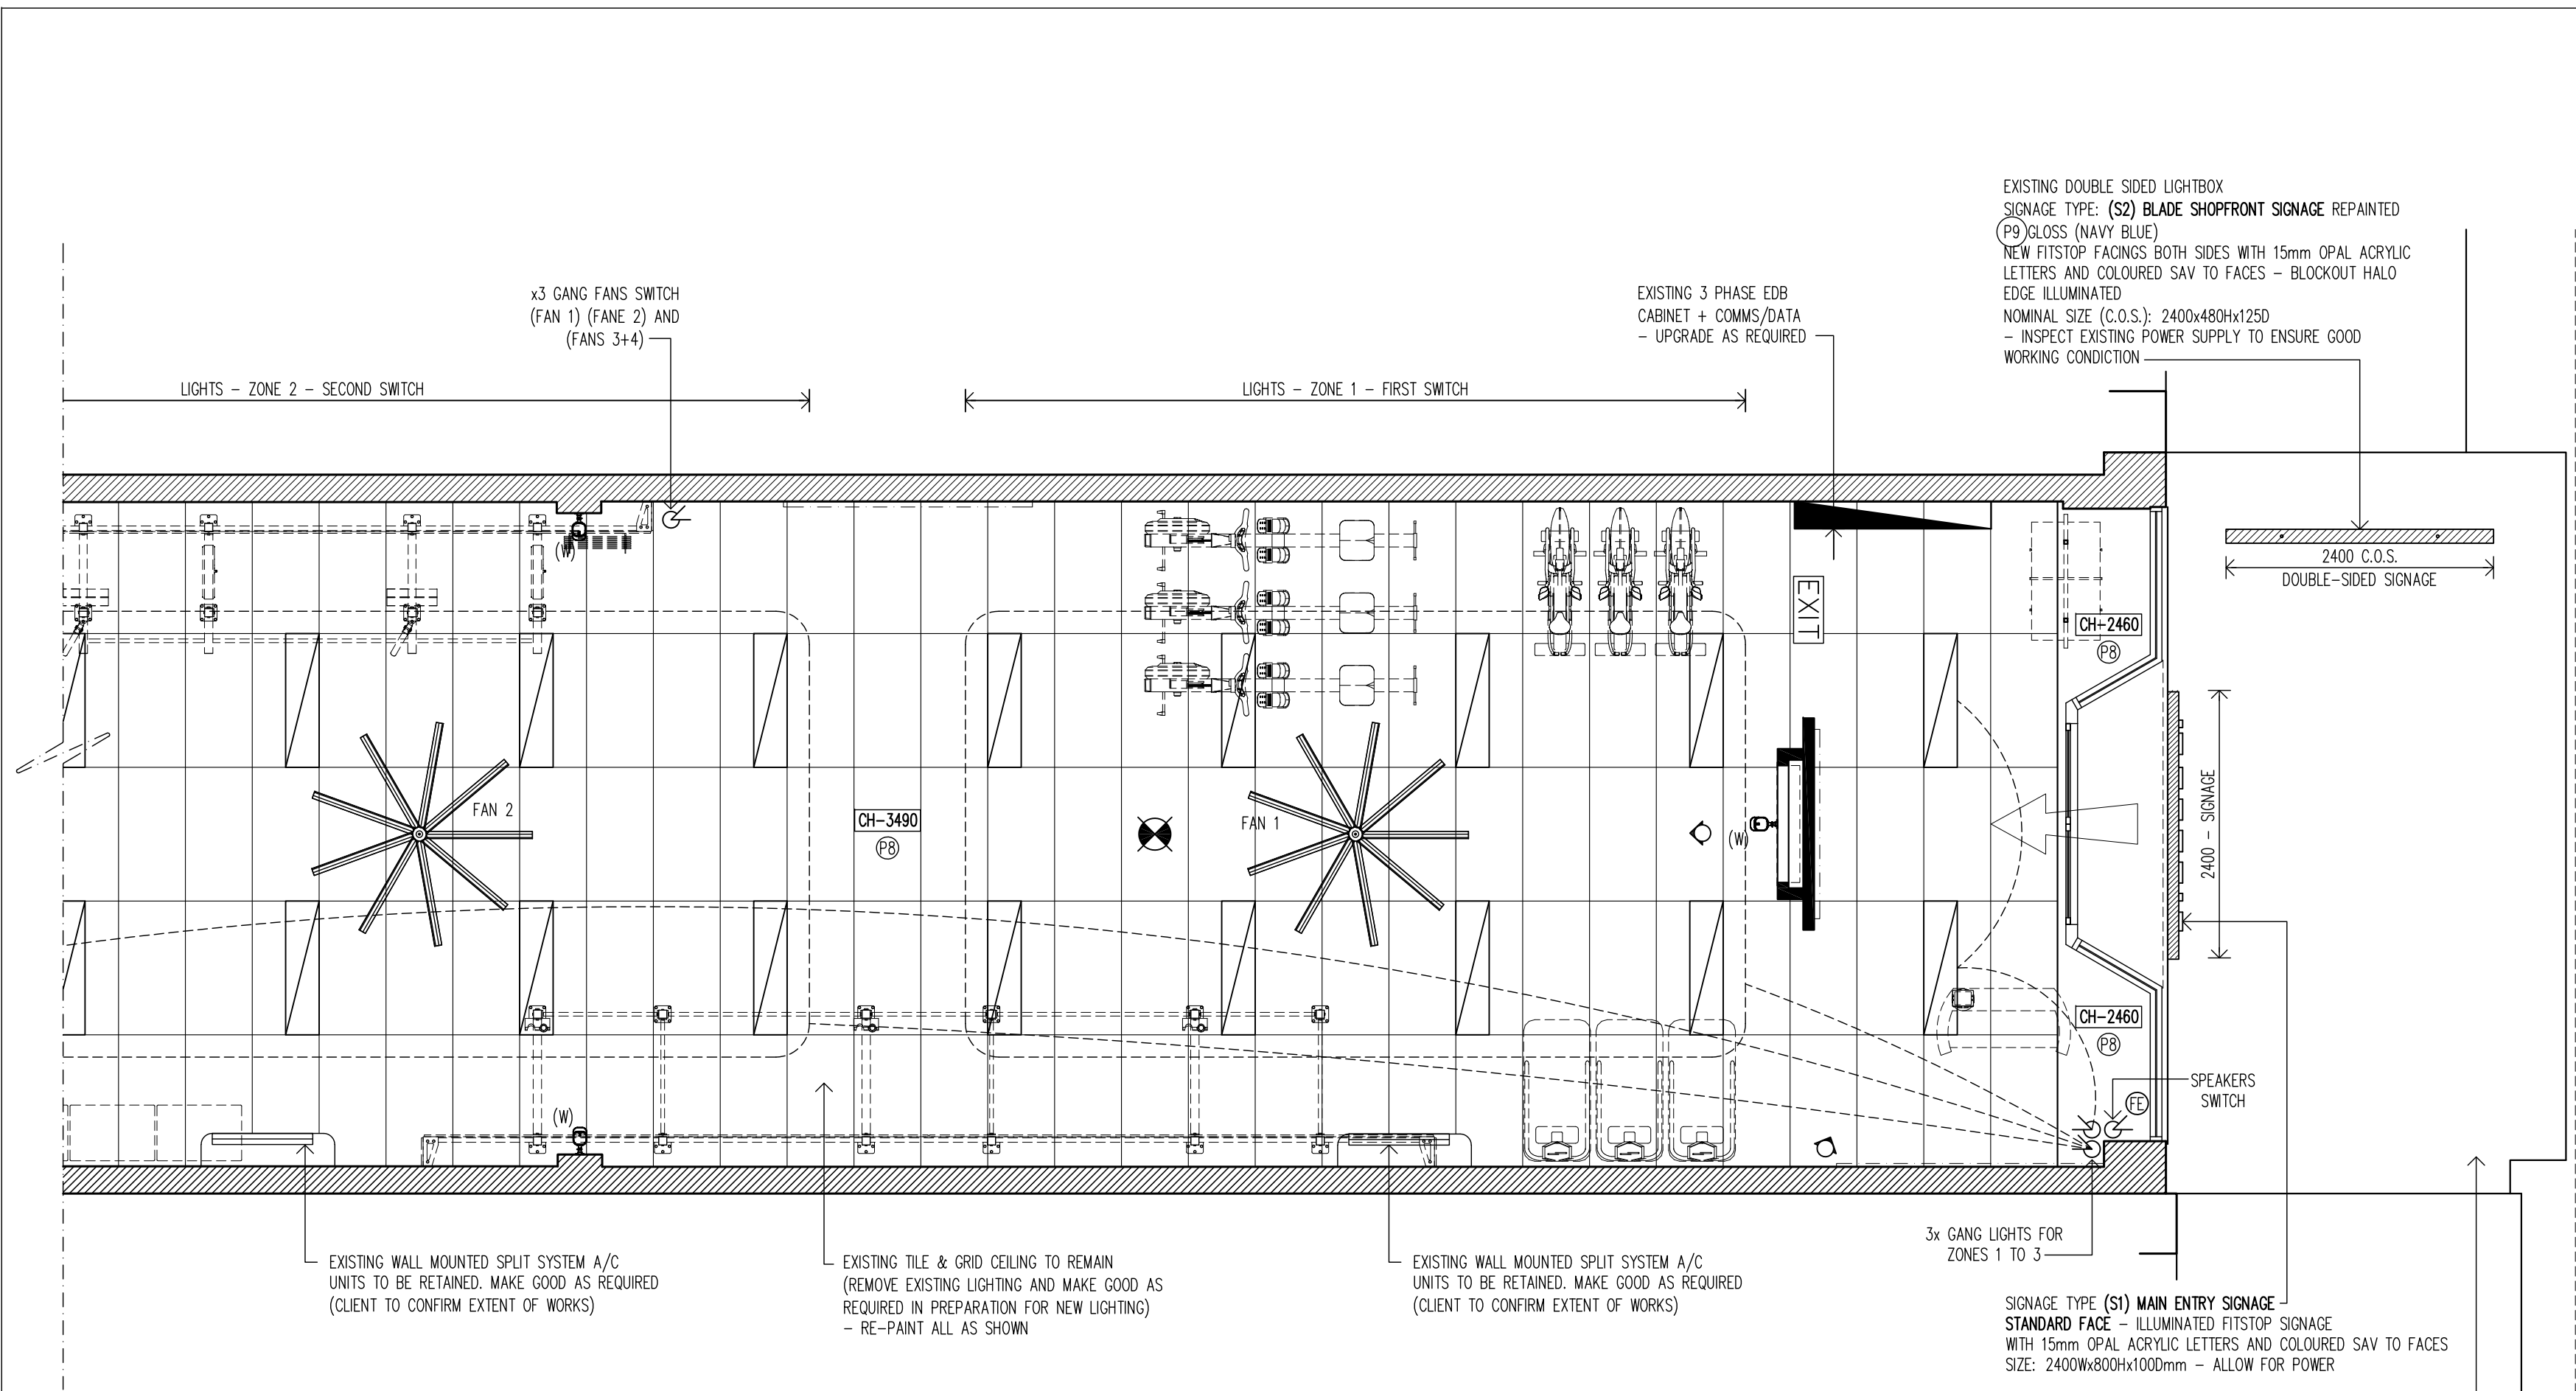 EXISTING DOUBLE SIDED LIGHTBOX
SIGNAGE TYPE: (S2) BLADE SHOPFRONT SIGNAGE REPAINTED
P9 GLOSS (NAVY BLUE)
NEW FITSTOP FACINGS BOTH SIDES WITH 15mm OPAL ACRYLIC
LETTERS AND COLOURED SAV TO FACES – BLOCKOUT HALO
EDGE ILLUMINATED
NOMINAL SIZE (C.O.S.): 2400x480Hx125D
– INSPECT EXISTING POWER SUPPLY TO ENSURE GOOD
WORKING CONDICTION
x3 GANG FANS SWITCH
(FAN 1) (FANE 2) AND
(FANS 3+4)
EXISTING 3 PHASE EDB
CABINET + COMMS/DATA
– UPGRADE AS REQUIRED
LIGHTS – ZONE 2 – SECOND SWITCH
LIGHTS – ZONE 1 – FIRST SWITCH
(W)
2400 C.O.S.
DOUBLE-SIDED SIGNAGE
EXIT
CH-2460
P8
2400 – SIGNAGE
FAN 2
CH-3490
P8
FAN 1
(W)
CH-2460
P8
SPEAKERS
SWITCH
FE
(W)
3x GANG LIGHTS FOR
ZONES 1 TO 3
EXISTING WALL MOUNTED SPLIT SYSTEM A/C
UNITS TO BE RETAINED. MAKE GOOD AS REQUIRED
(CLIENT TO CONFIRM EXTENT OF WORKS)
EXISTING TILE & GRID CEILING TO REMAIN
(REMOVE EXISTING LIGHTING AND MAKE GOOD AS
REQUIRED IN PREPARATION FOR NEW LIGHTING)
– RE-PAINT ALL AS SHOWN
EXISTING WALL MOUNTED SPLIT SYSTEM A/C
UNITS TO BE RETAINED. MAKE GOOD AS REQUIRED
(CLIENT TO CONFIRM EXTENT OF WORKS)
SIGNAGE TYPE (S1) MAIN ENTRY SIGNAGE
STANDARD FACE – ILLUMINATED FITSTOP SIGNAGE
WITH 15mm OPAL ACRYLIC LETTERS AND COLOURED SAV TO FACES
SIZE: 2400Wx800Hx100Dmm – ALLOW FOR POWER